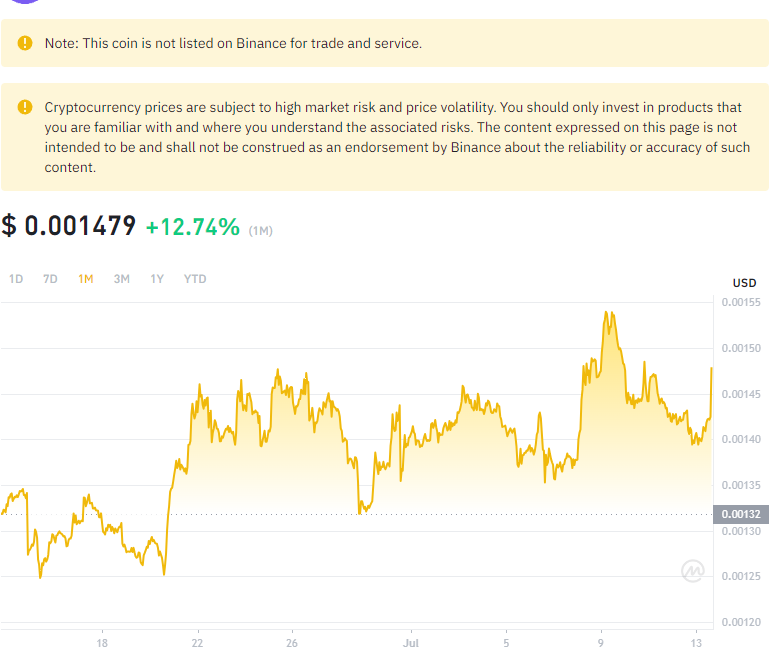 Note: This coin is not listed on Binance for trade and service.
Cryptocurrency prices are subject to high market risk and price volatility. You should only invest in products that
you are familiar with and where you understand the associated risks. The content expressed on this page is not
intended to be and shall not be construed as an endorsement by Binance about the reliability or accuracy of such
content.
$ 0.001479 +12.74% (1M)
1D 7D 1M 3M 1Y YTD
USD
0.00155
0.00150
0.00145
0.00140
0.00135
0.00132
0.00130
0.00125
0.00120
18 22 26 Jul 5 9 13